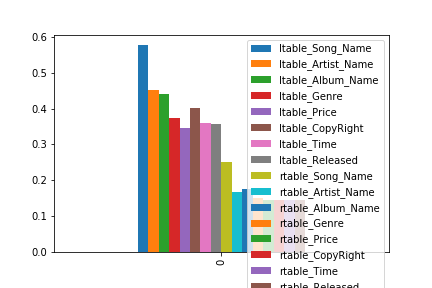 0.6
0.5
0.4
0.3
0.2
0.1
0.0
0
ltable_Song_Name
ltable_Artist_Name
ltable_Album_Name
ltable_Genre
ltable_Price
ltable_CopyRight
ltable_Time
ltable_Released
rtable_Song_Name
rtable_Artist_Name
rtable_Album_Name
rtable_Genre
rtable_Price
rtable_CopyRight
rtable_Time
rtable_Released